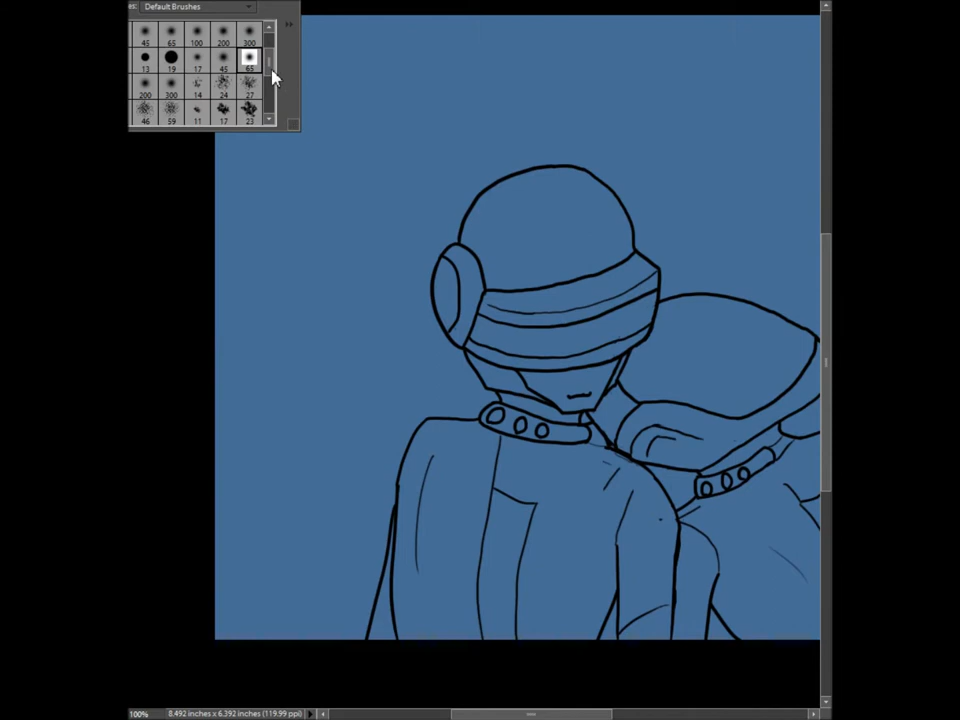 es: Default Brushes
45 65 100 200 300
13 19 17 45 65
200 300 14 24 27
46 59 11 17 23
100% 8.492 inches x 6.392 inches (119.99 ppi)